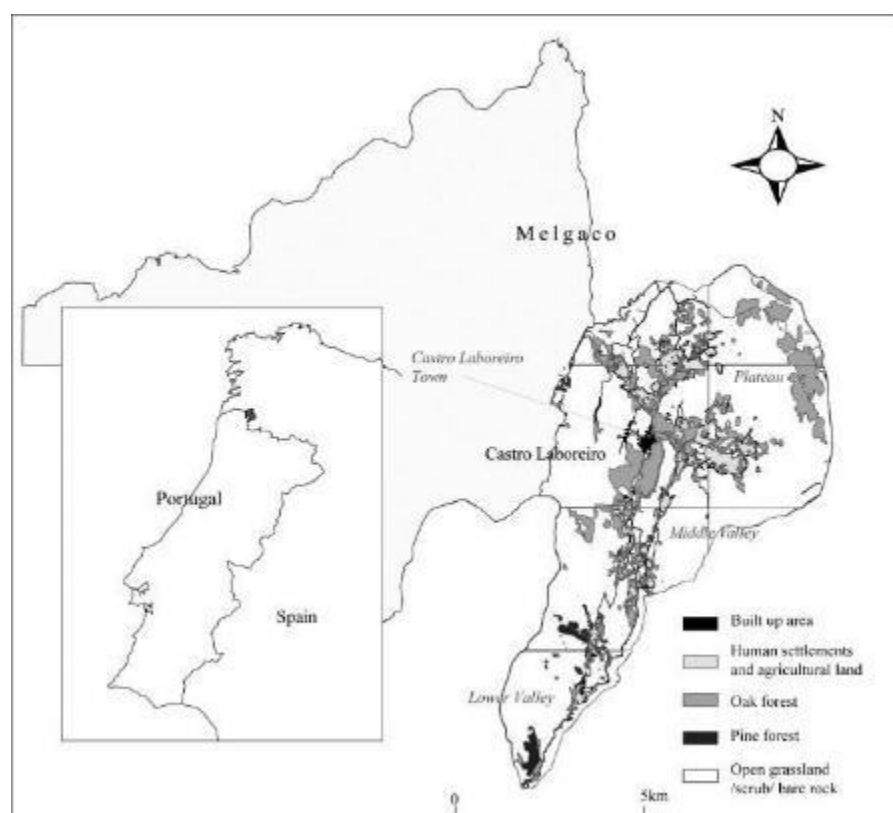 N
Melgaco
Castro Laboreiro
Town
Plateau
Castro Laboreiro
Portugal
Middle Valley
Spain
Lower Valley
Built up area
Human settlements
and agricultural land
Oak forest
Pine forest
Open grassland
/scrub/ bare rock
0
5km